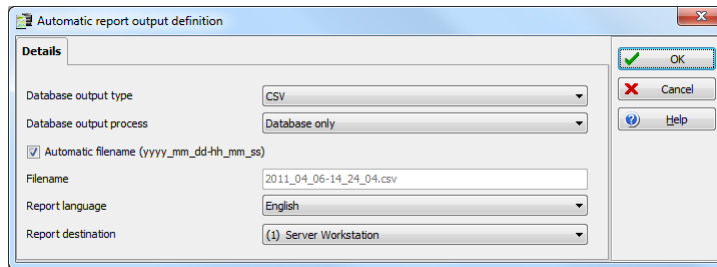 Automatic report output definition
Details
Database output type CSV
Database output process Database only
Automatic filename (yyyy_mm_dd-hh_mm_ss)
Filename 2011_04_06-14_24_04.csv
Report language English
Report destination (1) Server Workstation
OK
Cancel
Help